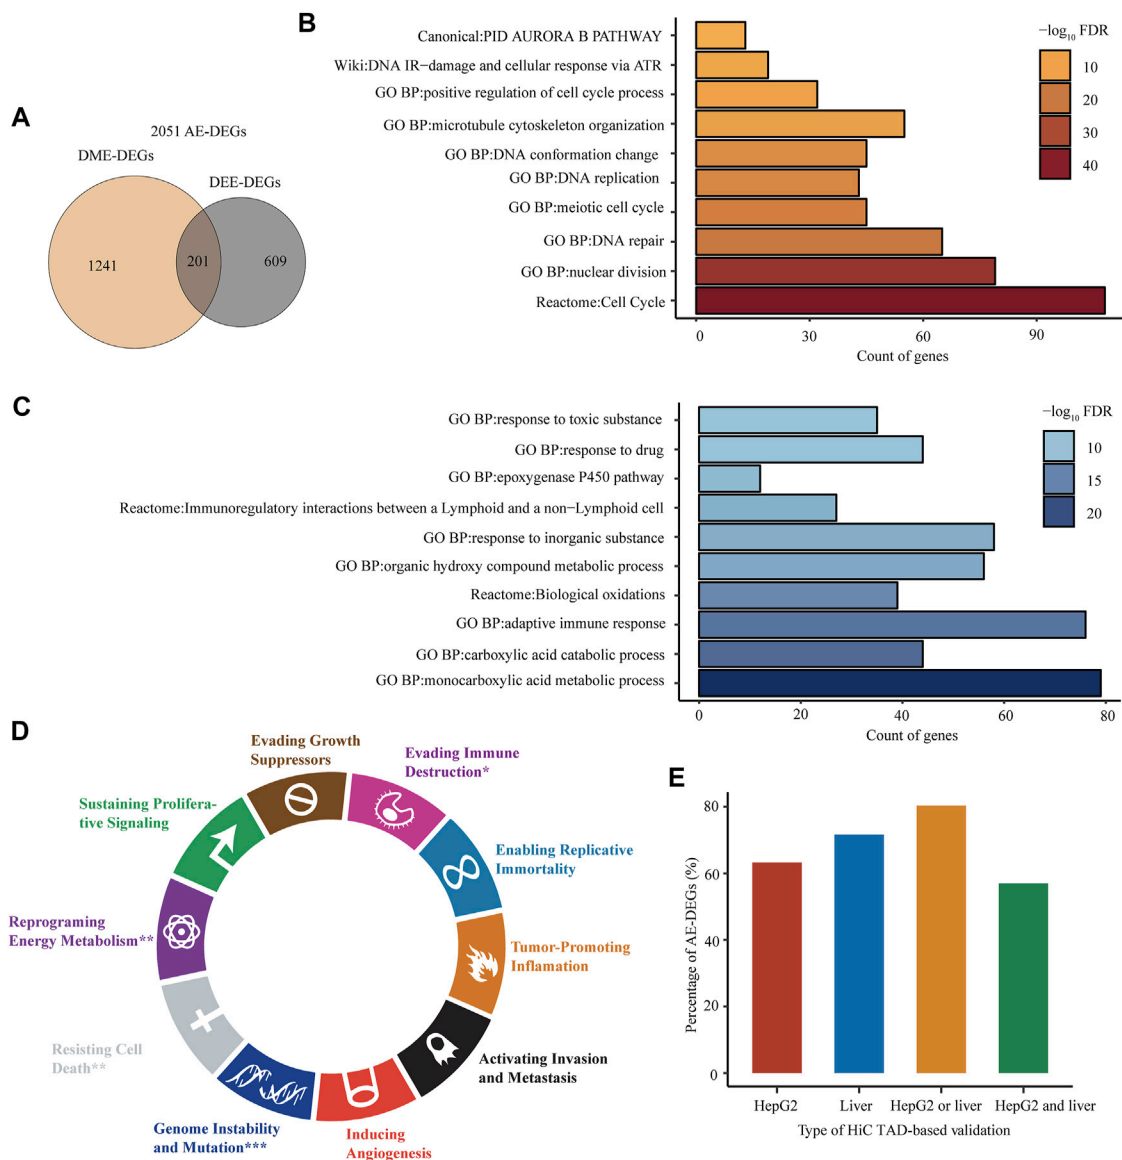 A
2051 AE-DEGs
DME-DEGs
DEE-DEGs
1241
201
609
B
Canonical:PID AURORA B PATHWAY
Wiki:DNA IR−damage and cellular response via ATR
GO BP:positive regulation of cell cycle process
GO BP:microtubule cytoskeleton organization
GO BP:DNA conformation change
GO BP:DNA replication
GO BP:meiotic cell cycle
GO BP:DNA repair
GO BP:nuclear division
Reactome:Cell Cycle
0 30 60 90
Count of genes
−log10 FDR
10
20
30
40
C
GO BP:response to toxic substance
GO BP:response to drug
GO BP:epoxygenase P450 pathway
Reactome:Immunoregulatory interactions between a Lymphoid and a non−Lymphoid cell
GO BP:response to inorganic substance
GO BP:organic hydroxy compound metabolic process
Reactome:Biological oxidations
GO BP:adaptive immune response
GO BP:carboxylic acid catabolic process
GO BP:monocarboxylic acid metabolic process
0 20 40 60 80
Count of genes
−log10 FDR
10
15
20
D
Evading Growth
Suppressors
Evading Immune
Destruction*
Sustaining Prolifera-
tive Signaling
Enabling Replicative
Immortality
Reprograming
Energy Metabolism**
Tumor-Promoting
Inflamation
Resisting Cell
Death**
Activating Invasion
and Metastasis
Genome Instability
and Mutation***
Inducing
Angiogenesis
E
Percentage of AE-DEGs (%)
80
60
40
20
0
HepG2 Liver HepG2 or liver HepG2 and liver
Type of HiC TAD-based validation